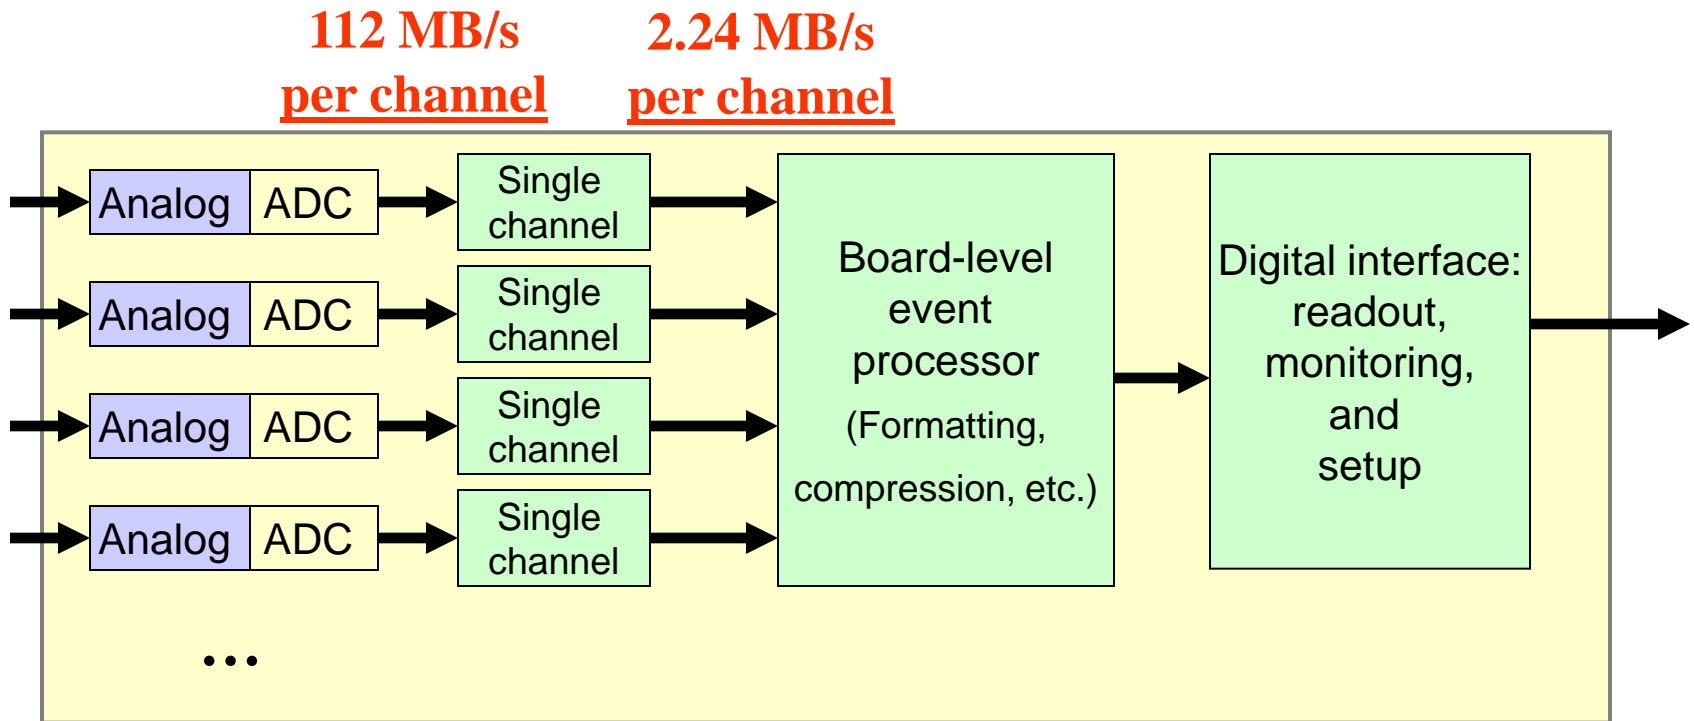 112 MB/s
per channel
2.24 MB/s
per channel
Analog ADC
Single
channel
Analog ADC
Single
channel
Analog ADC
Single
channel
Analog ADC
Single
channel
...
Board-level
event
processor
(Formatting,
compression, etc.)
Digital interface:
readout,
monitoring,
and
setup